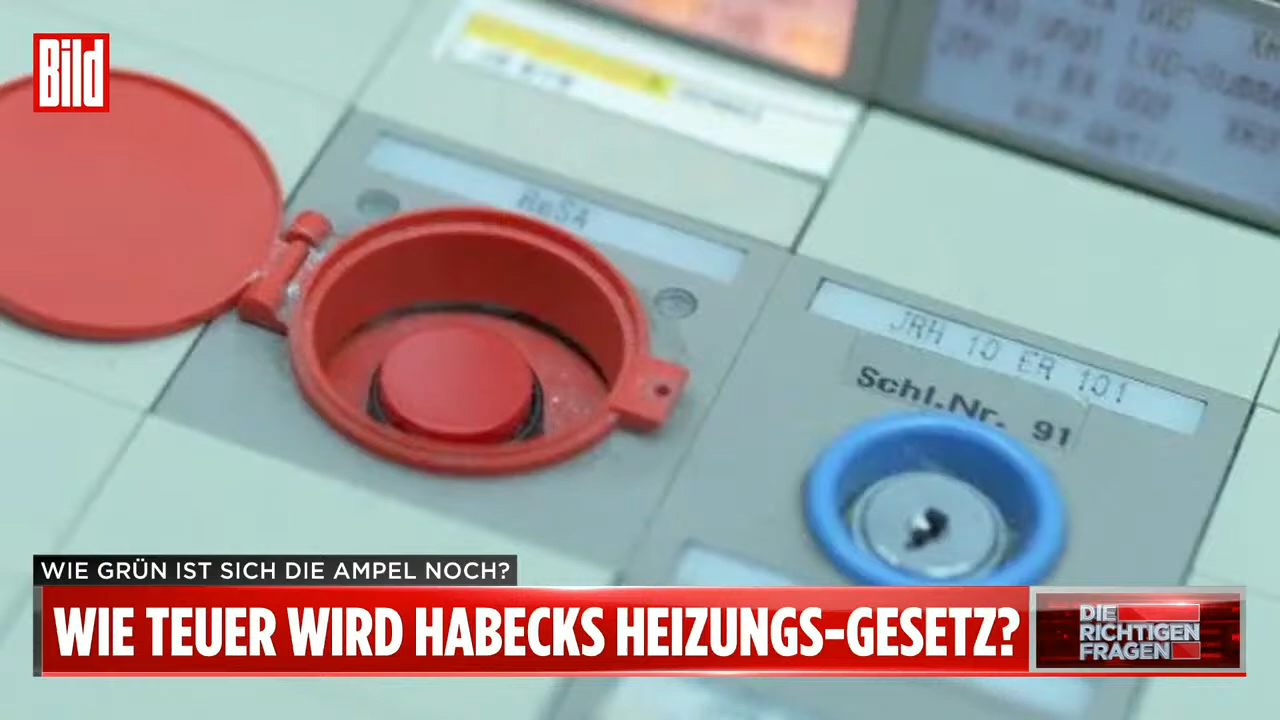 Bild
ReSA
JRH 10 ER 101
Schl.Nr. 91
WIE GRÜN IST SICH DIE AMPEL NOCH?
WIE TEUER WIRD HABECKS HEIZUNGS-GESETZ?
DIE
RICHTIGEN
FRAGEN